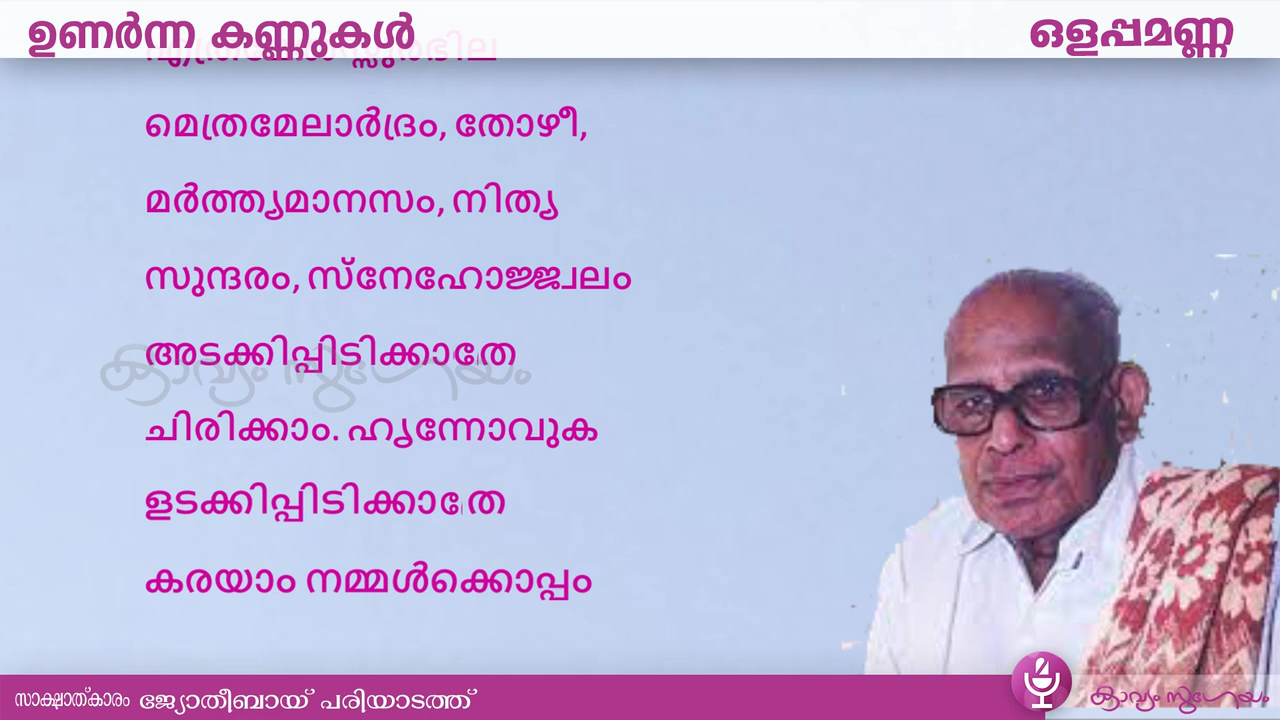 ഉണർന്ന കണ്ണുകൾ
ഒളപ്പമണ്ണ
മെത്രമേലാർദ്രം, തോഴീ,
മർത്ത്യമാനസം, നിത്യ
സുന്ദരം, സ്നേഹോജ്ജ്വലം
അടക്കിപ്പിടിക്കാതേ
ചിരിക്കാം. ഹൃന്നോവുക
ളടക്കിപ്പിടിക്കാതേ
കരയാം നമ്മൾക്കൊപ്പം
കാവ്യം സുഗേയം
സാക്ഷാത്കാരം ജ്യോതീബായ് പരിയാടത്ത്
കാവ്യം സുഗേയം